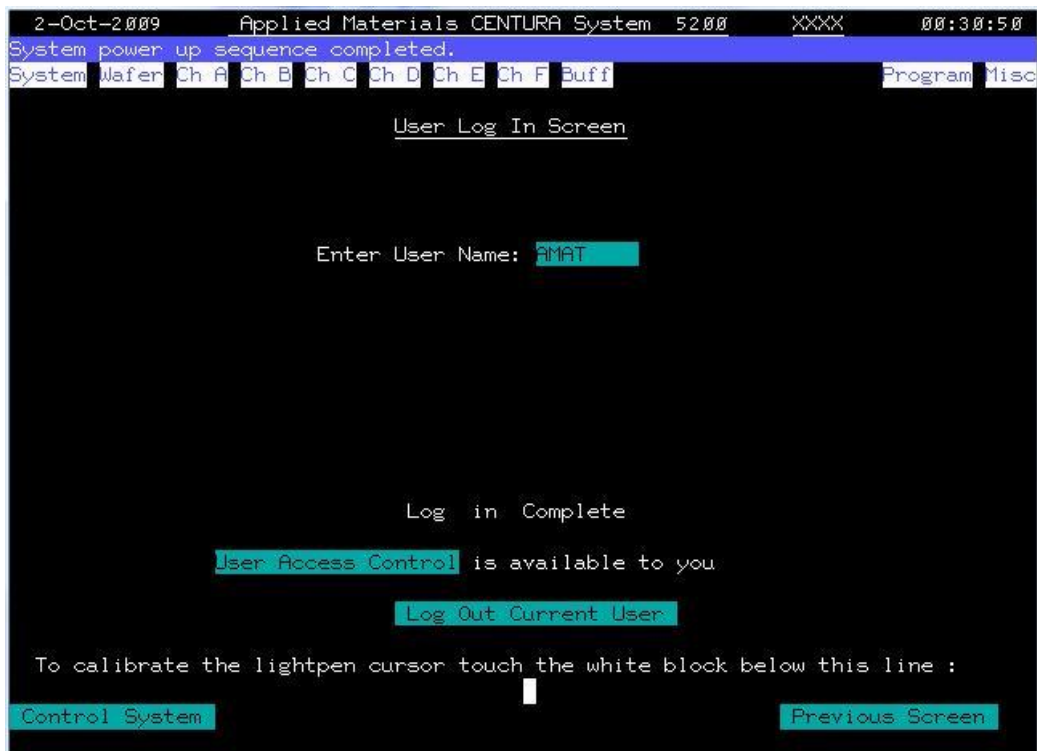 2-Oct-2009 Applied Materials CENTURA System 5200 XXXX 00:30:50
System power up sequence completed.
System Wafer Ch A Ch B Ch C Ch D Ch E Ch F Buff Program Misc
User Log In Screen
Enter User Name: AMAT
Log in Complete
User Access Control is available to you
Log Out Current User
To calibrate the lightpen cursor touch the white block below this line :
Control System Previous Screen